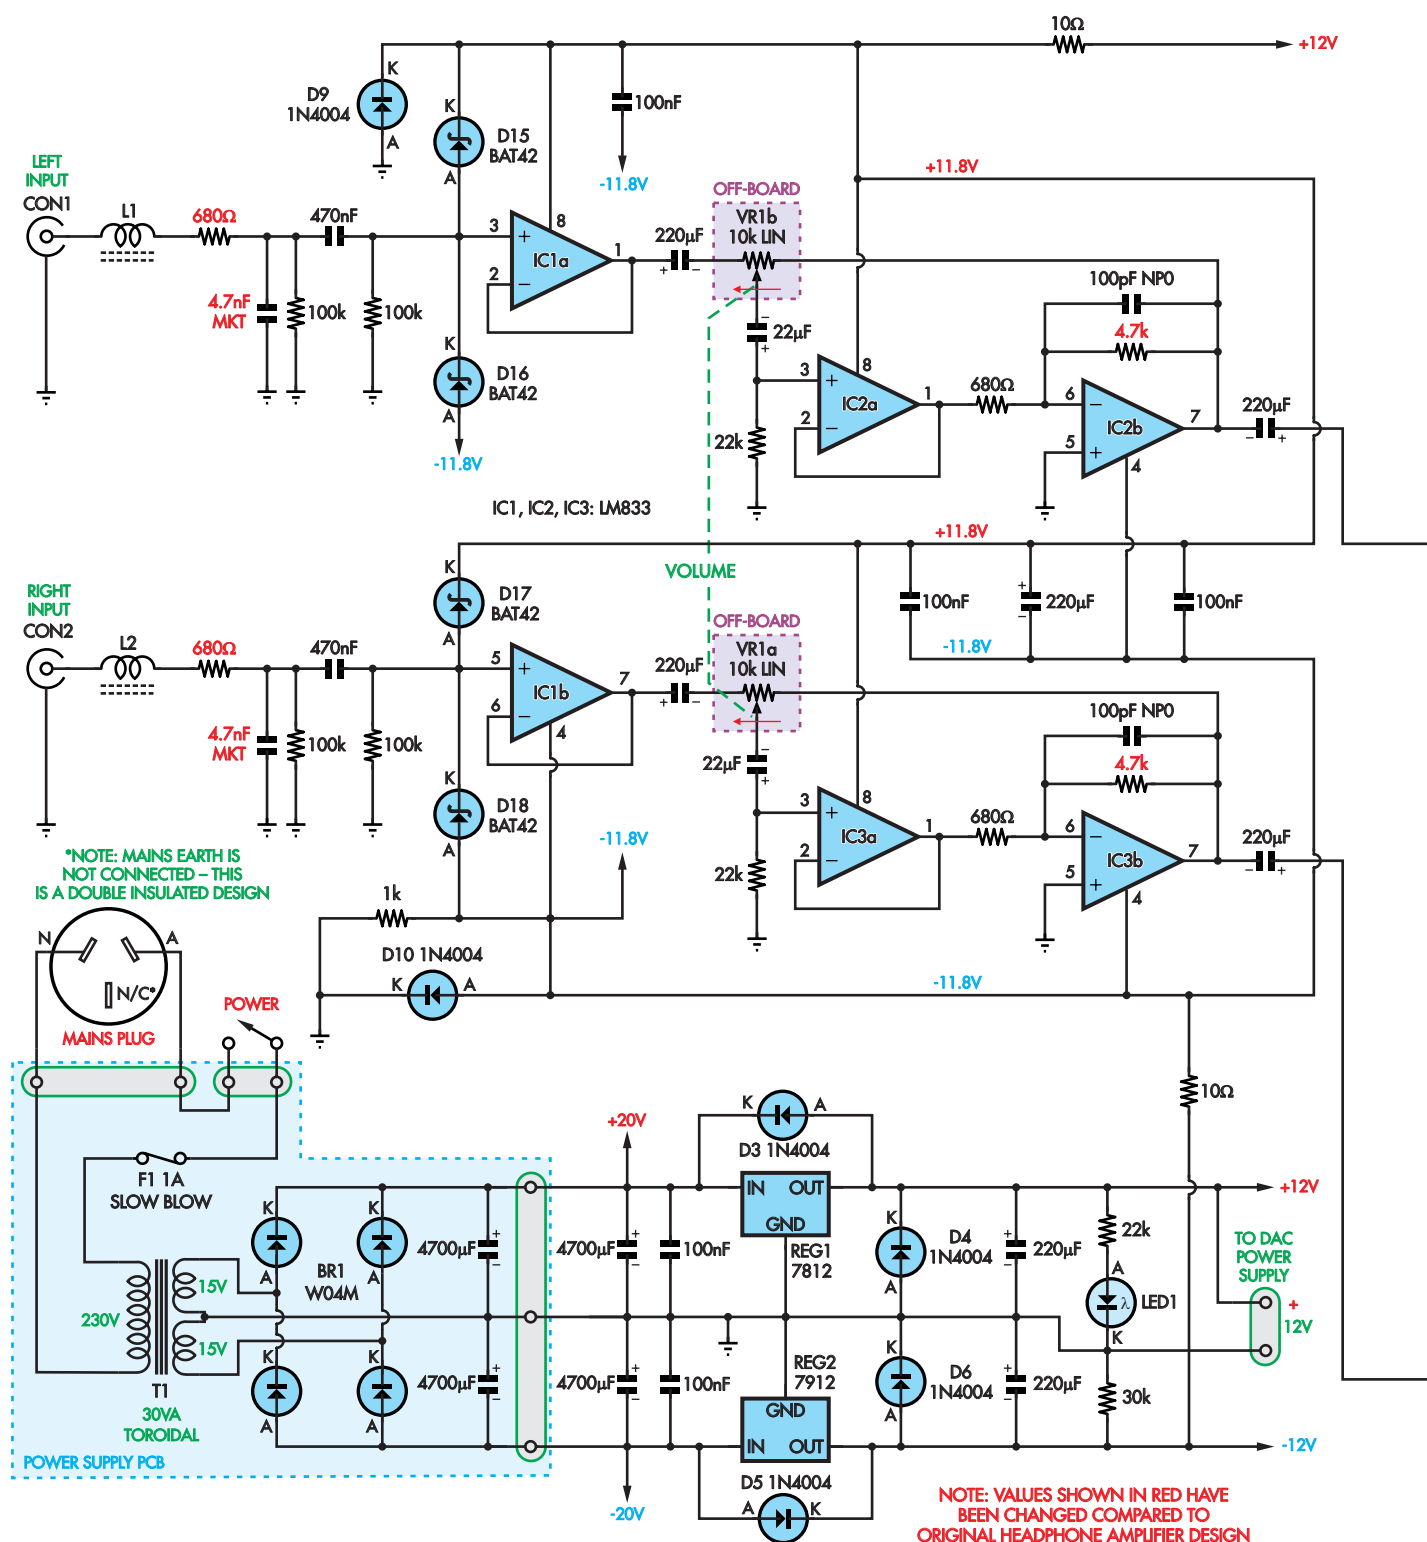 10Ω
+12V
K
D9
1N4004
A
K
D15
BAT42
A
100nF
-11.8V
+11.8V
LEFT
INPUT
CON1
L1
680Ω
470nF
4.7nF
MKT
100k
100k
3
+
2
−
8
IC1a
1
220µF
+
−
OFF-BOARD
VR1b
10k LIN
−
22µF
+
22k
K
D16
BAT42
A
-11.8V
3
+
2
−
8
IC2a
1
680Ω
100pF NP0
4.7k
6
−
5
+
IC2b
7
4
220µF
−
+
IC1, IC2, IC3: LM833
+11.8V
VOLUME
RIGHT
INPUT
CON2
L2
680Ω
470nF
4.7nF
MKT
100k
100k
K
D17
BAT42
A
5
+
6
−
IC1b
7
4
220µF
+
−
OFF-BOARD
VR1a
10k LIN
−
22µF
+
22k
100nF
+
220µF
−
100nF
-11.8V
K
D18
BAT42
A
-11.8V
3
+
2
−
8
IC3a
1
680Ω
100pF NP0
4.7k
6
−
5
+
IC3b
7
4
220µF
−
+
*NOTE: MAINS EARTH IS
NOT CONNECTED – THIS
IS A DOUBLE INSULATED DESIGN
1k
D10 1N4004
K
A
-11.8V
N
A
N/C*
MAINS PLUG
POWER
10Ω
F1 1A
SLOW BLOW
230V
15V
15V
T1
30VA
TOROIDAL
POWER SUPPLY PCB
K
A
K
A
BR1
W04M
K
A
K
A
4700µF
+
−
4700µF
+
−
+20V
4700µF
+
−
4700µF
+
−
-20V
100nF
100nF
K
A
D3 1N4004
IN
OUT
GND
REG1
7812
REG2
7912
GND
IN
OUT
D5 1N4004
A
K
K
D4
1N4004
A
K
D6
1N4004
A
+
220µF
−
+
220µF
−
22k
A
λ
LED1
K
30k
+12V
TO DAC
POWER
SUPPLY
+
12V
-12V
NOTE: VALUES SHOWN IN RED HAVE
BEEN CHANGED COMPARED TO
ORIGINAL HEADPHONE AMPLIFIER DESIGN